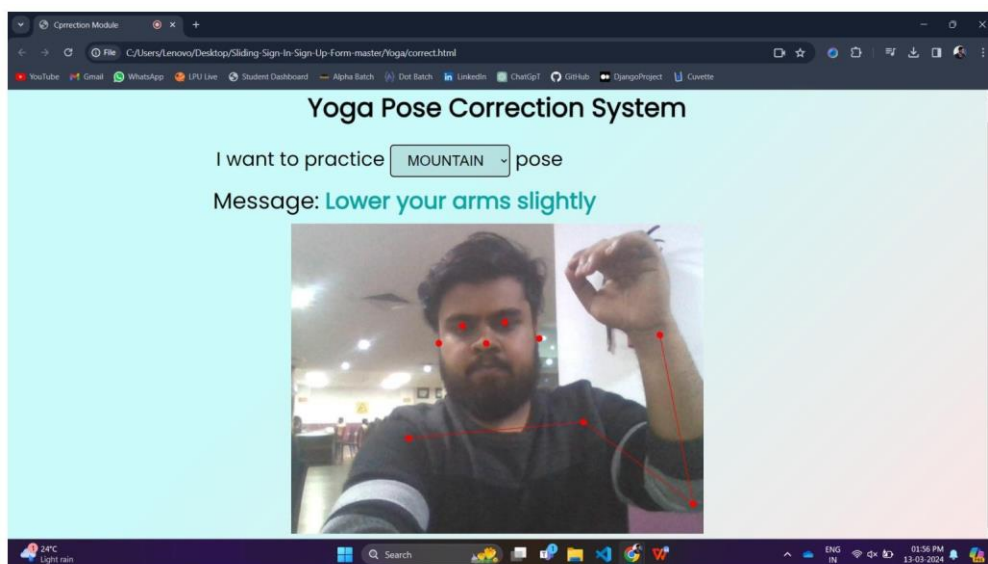 Cprrection Module
File C:/Users/Lenovo/Desktop/Sliding-Sign-In-Sign-Up-Form-master/Yoga/correct.html
YouTube Gmail WhatsApp LPU Live Student Dashboard Alpha Batch Dot Batch LinkedIn ChatGpT GitHub DjangoProject Cuvette
Yoga Pose Correction System
I want to practice MOUNTAIN pose
Message: Lower your arms slightly
24°C
Light rain
Search
ENG
IN
01:56 PM
13-03-2024